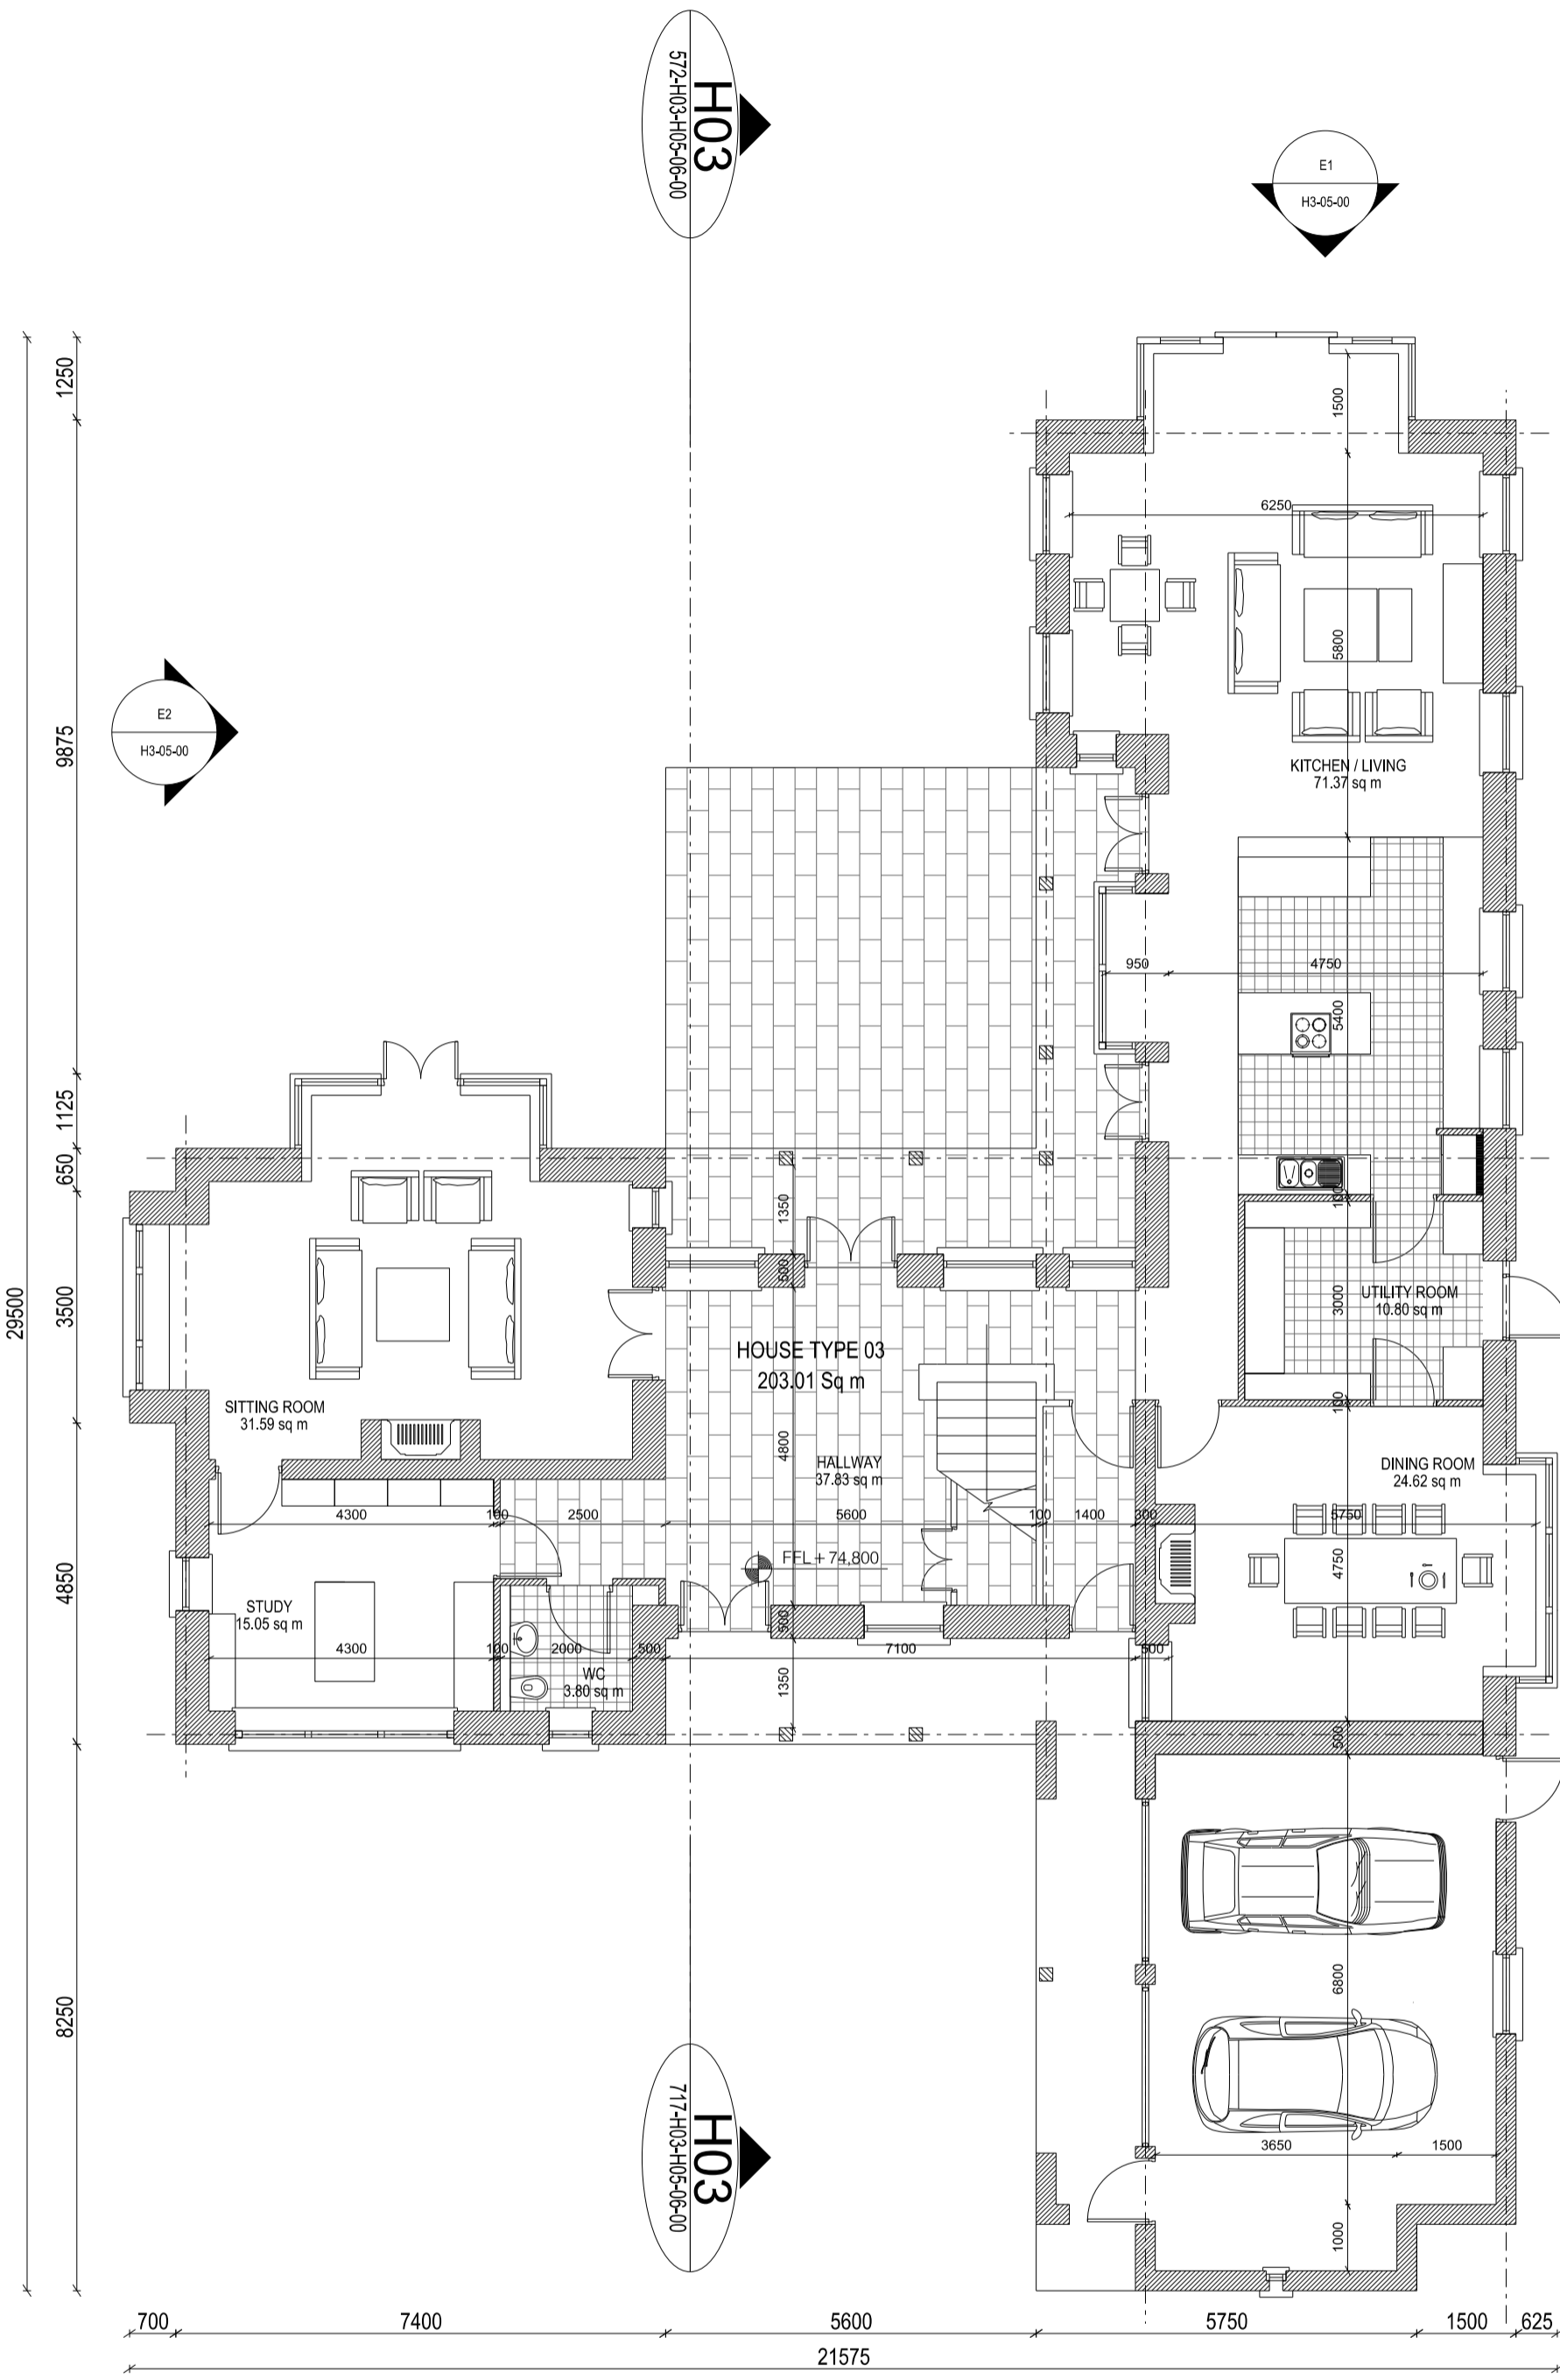 H03
572-H03-H05-06-00
E1
H3-05-00
1250
1500
6250
5800
E2
H3-05-00
9875
KITCHEN / LIVING
71.37 sq m
950
4750
5400
1125
650
1350
100
500
29500
3500
3000
UTILITY ROOM
10.80 sq m
HOUSE TYPE 03
203.01 Sq m
SITTING ROOM
31.59 sq m
100
4800
HALLWAY
37.83 sq m
DINING ROOM
24.62 sq m
4300
100
2500
5600
100
1400
300
5750
FFL + 74,800
4750
4850
STUDY
15.05 sq m
500
4300
100
2000
500
7100
500
WC
3.80 sq m
1350
500
6800
8250
H03
717-H03-H05-06-00
3650
1500
1000
700
7400
5600
5750
1500
625
21575